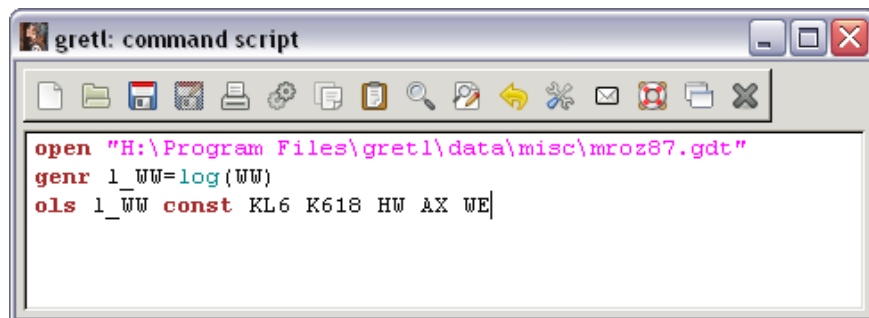 gretl: command script
open "H:\Program Files\gretl\data\misc\mroz87.gdt"
genr l_WW=log(WW)
ols l_WW const KL6 K618 HW AX WE